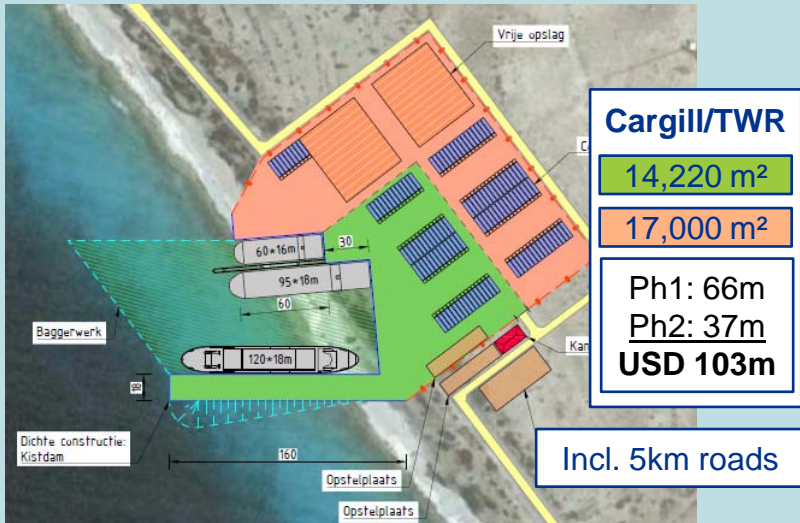 Vrije opslag
Cargill/TWR
14,220 m²
17,000 m²
Ph1: 66m
Ph2: 37m
USD 103m
Incl. 5km roads
60*16m
30
95*18m
60
Baggerwerk
120*18m
18
Dichte constructie:
Kistdam
160
Opstelplaats
Opstelplaats